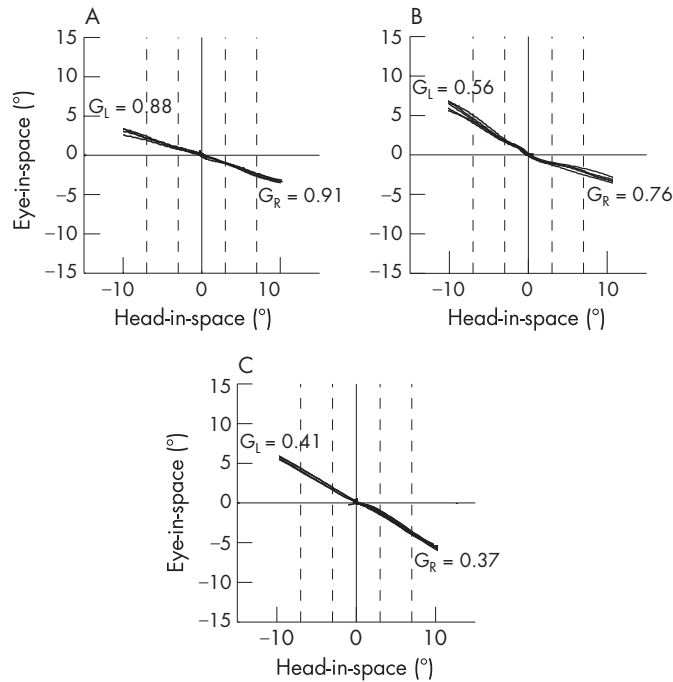 A
15
10
5
0
−5
−10
−15
Eye-in-space (°)
G_L = 0.88
G_R = 0.91
−10 0 10
Head-in-space (°)
B
15
10
5
0
−5
−10
−15
G_L = 0.56
G_R = 0.76
−10 0 10
Head-in-space (°)
C
15
10
5
0
−5
−10
−15
Eye-in-space (°)
G_L = 0.41
G_R = 0.37
−10 0 10
Head-in-space (°)